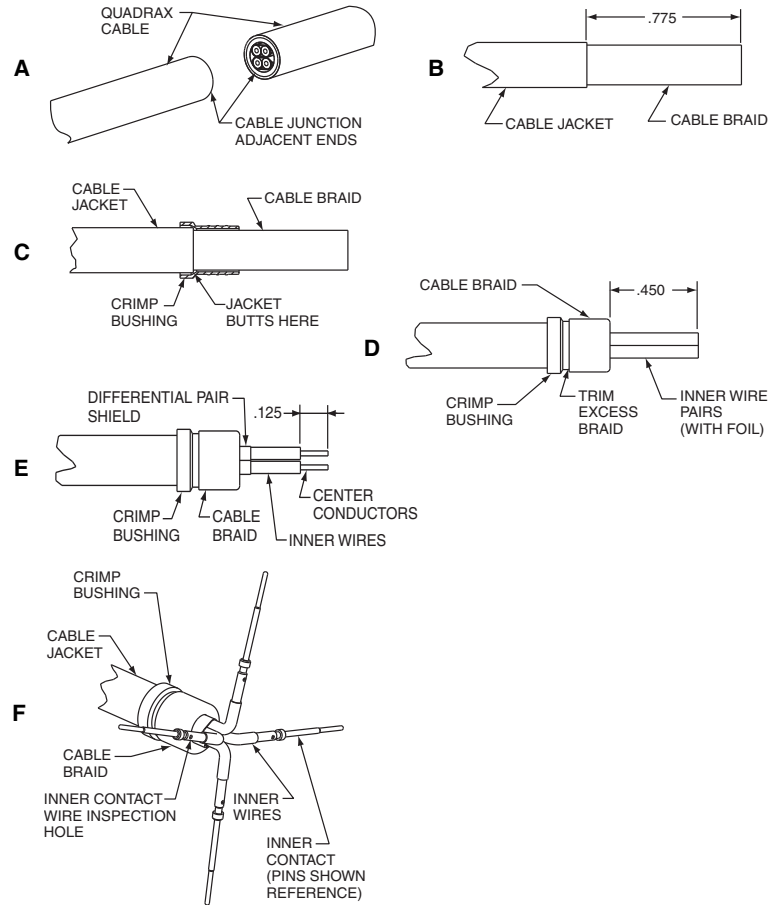 QUADRAX
CABLE
A
CABLE JUNCTION
ADJACENT ENDS
.775
B
CABLE JACKET
CABLE BRAID
CABLE
JACKET
CABLE BRAID
C
CRIMP
BUSHING
JACKET
BUTTS HERE
CABLE BRAID
.450
D
CRIMP
BUSHING
TRIM
EXCESS
BRAID
INNER WIRE
PAIRS
(WITH FOIL)
DIFFERENTIAL PAIR
SHIELD
.125
E
CRIMP
BUSHING
CABLE
BRAID
CENTER
CONDUCTORS
INNER WIRES
CRIMP
BUSHING
CABLE
JACKET
F
CABLE
BRAID
INNER CONTACT
WIRE INSPECTION
HOLE
INNER
WIRES
INNER
CONTACT
(PINS SHOWN
REFERENCE)